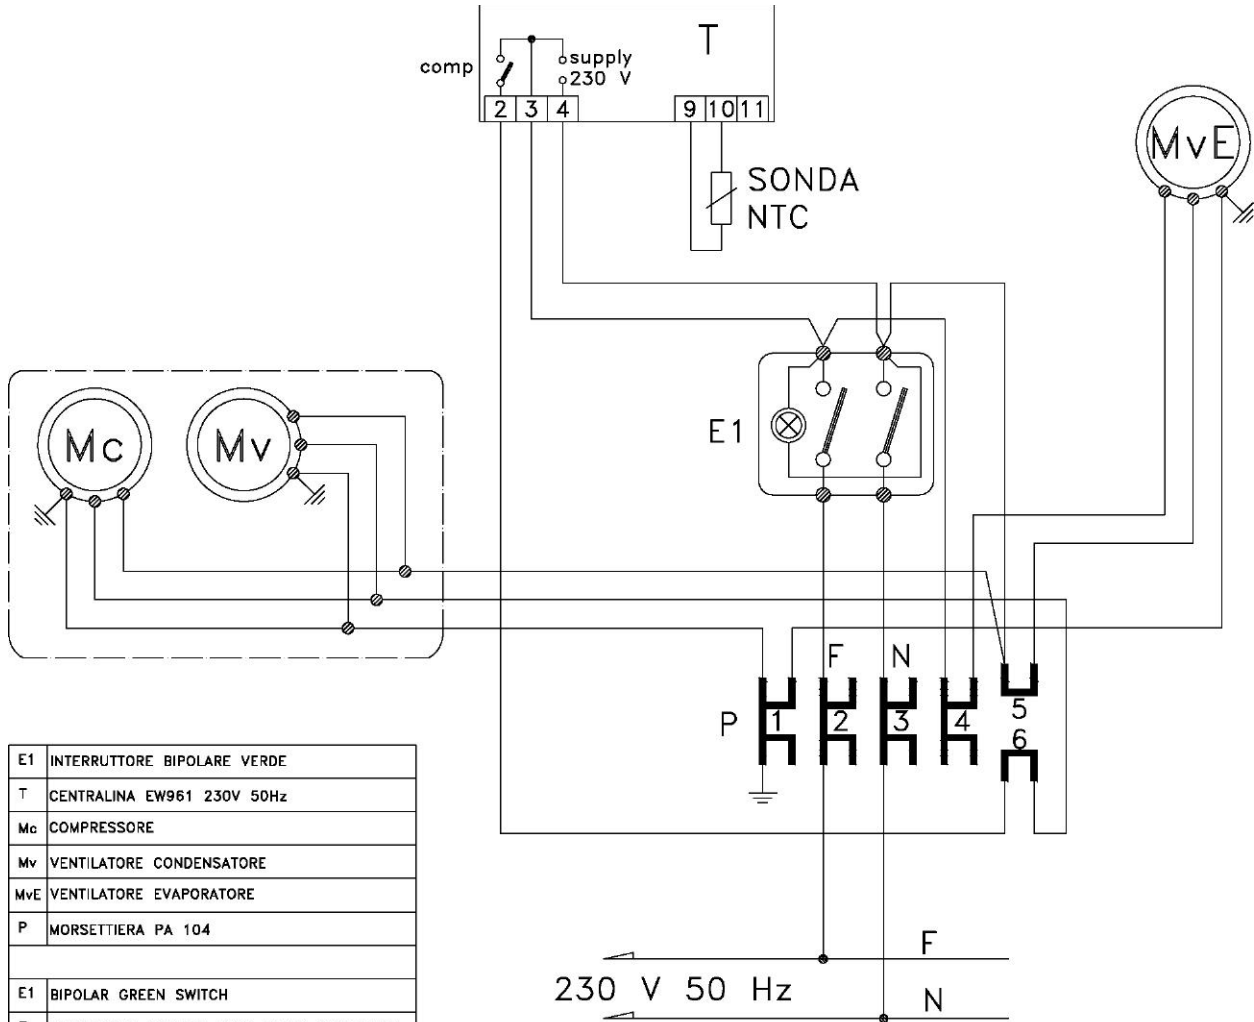 T
comp
supply
230 V
2 3 4
9 10 11
MvE
SONDA
NTC
E1
Mc
Mv
F N
P
1 2 3 4 5
6
E1 INTERRUTTORE BIPOLARE VERDE
T CENTRALINA EW961 230V 50Hz
Mc COMPRESSORE
Mv VENTILATORE CONDENSATORE
MvE VENTILATORE EVAPORATORE
P MORSETTIERA PA 104
E1 BIPOLAR GREEN SWITCH
F
230 V 50 Hz
N